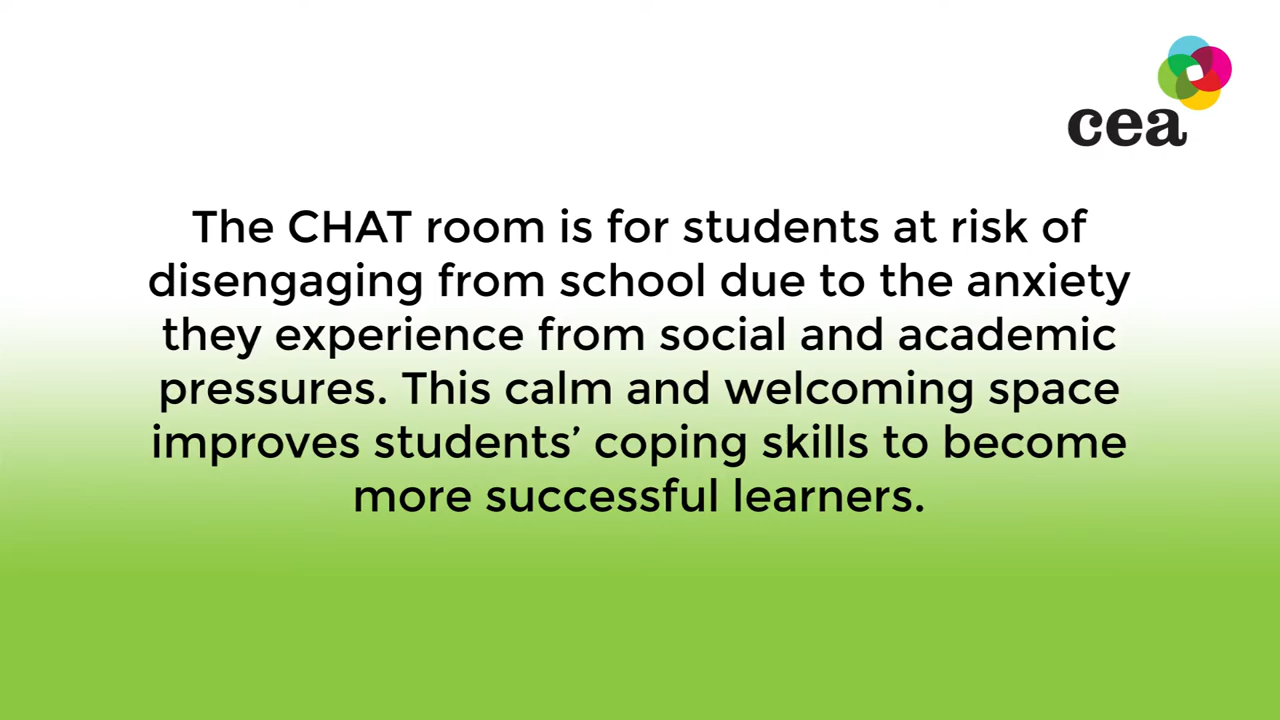 cea
The CHAT room is for students at risk of
disengaging from school due to the anxiety
they experience from social and academic
pressures. This calm and welcoming space
improves students’ coping skills to become
more successful learners.